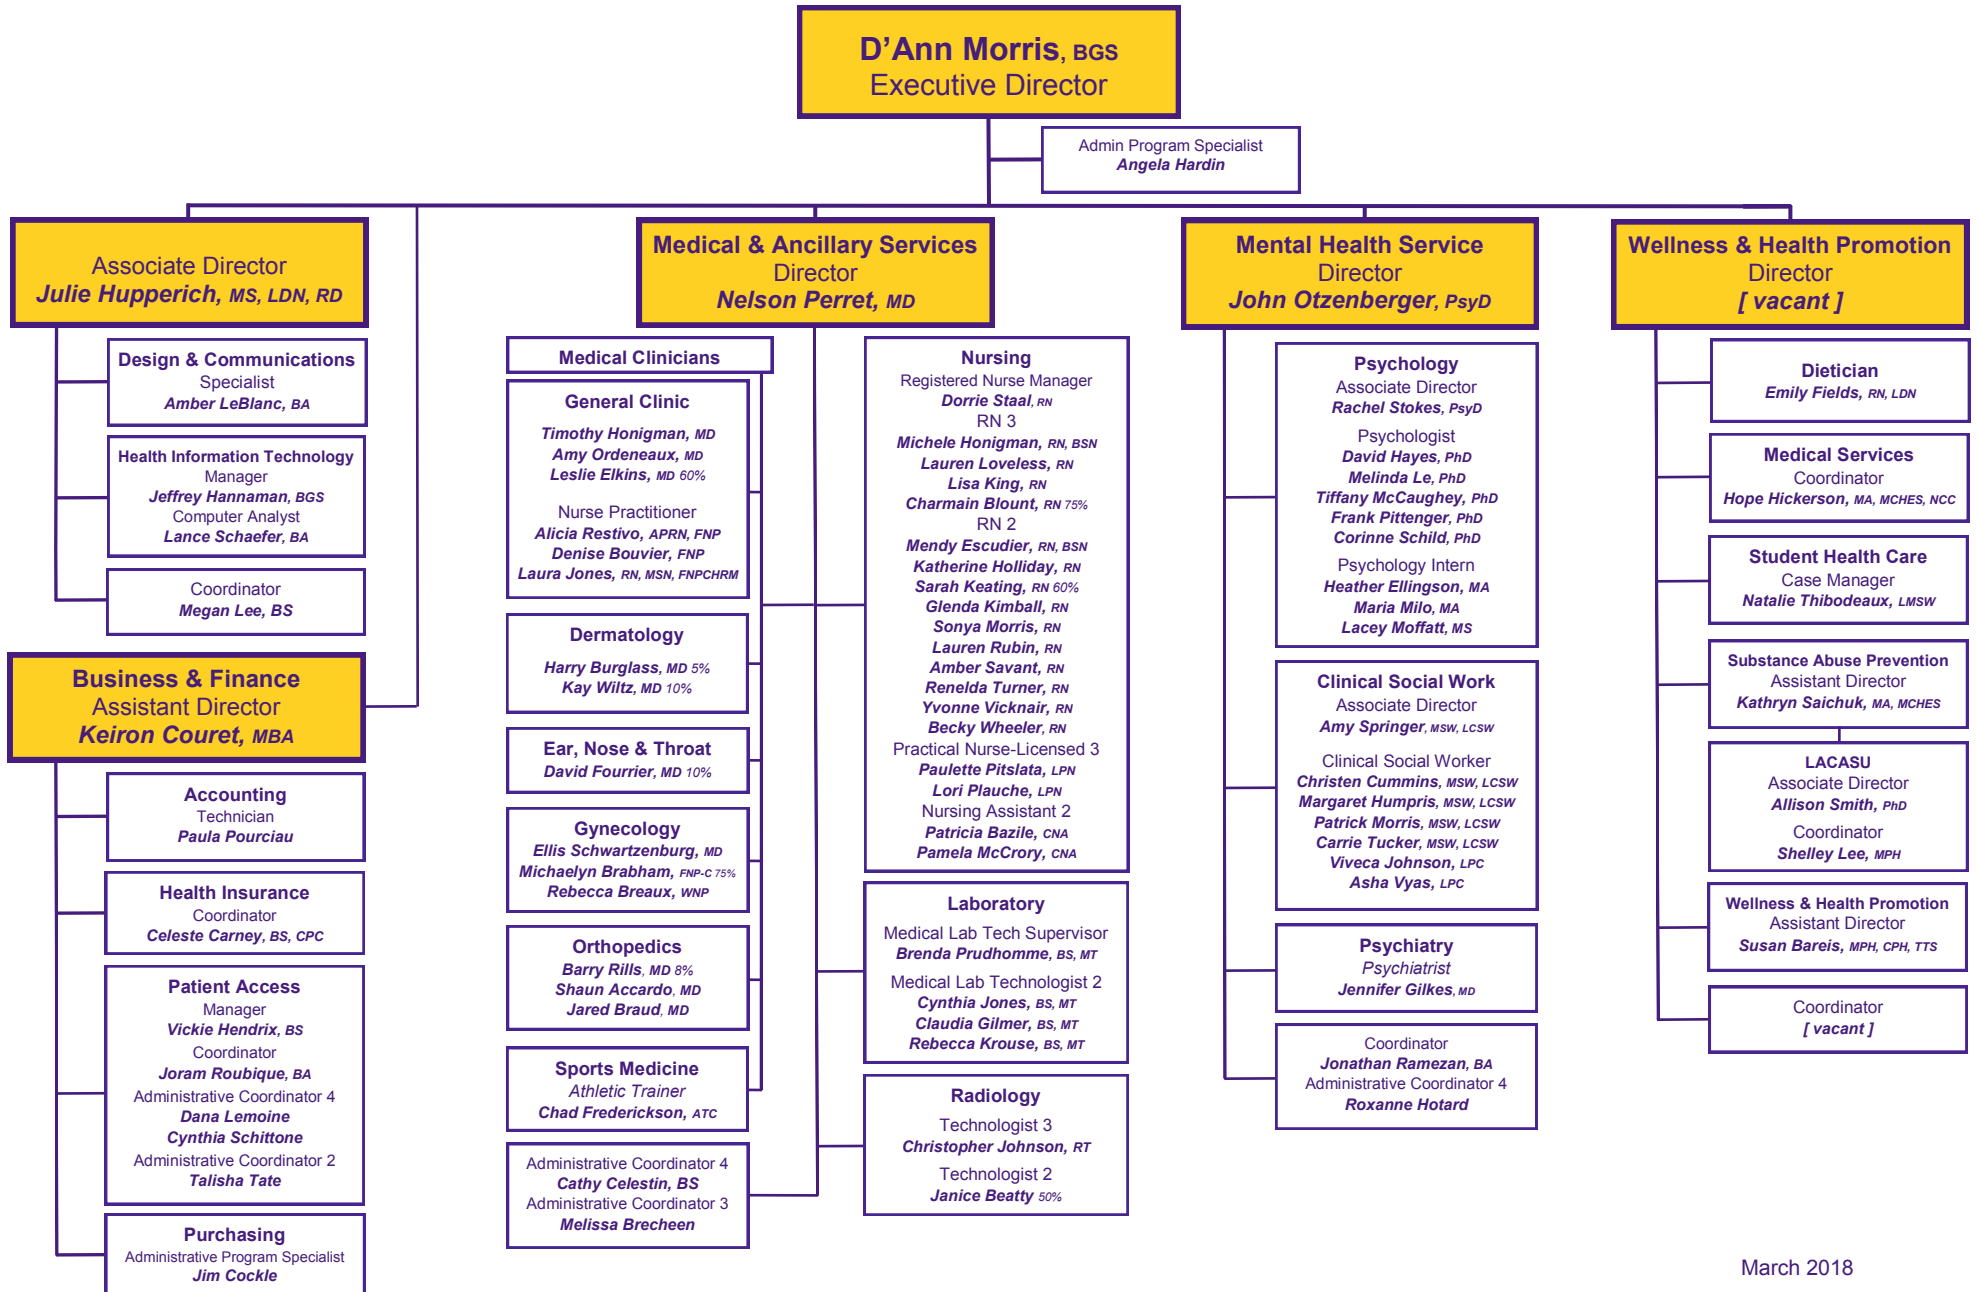 D'Ann Morris, BGS
Executive Director
Admin Program Specialist
Angela Hardin
Associate Director
Julie Hupperich, MS, LDN, RD
Design & Communications
Specialist
Amber LeBlanc, BA
Health Information Technology
Manager
Jeffrey Hannaman, BGS
Computer Analyst
Lance Schaefer, BA
Coordinator
Megan Lee, BS
Business & Finance
Assistant Director
Keiron Couret, MBA
Accounting
Technician
Paula Pourciau
Health Insurance
Coordinator
Celeste Carney, BS, CPC
Patient Access
Manager
Vickie Hendrix, BS
Coordinator
Joram Roubique, BA
Administrative Coordinator 4
Dana Lemoine
Cynthia Schittone
Administrative Coordinator 2
Talisha Tate
Purchasing
Administrative Program Specialist
Jim Cockle
Medical & Ancillary Services
Director
Nelson Perret, MD
Medical Clinicians
General Clinic
Timothy Honigman, MD
Amy Ordeneaux, MD
Leslie Elkins, MD 60%
Nurse Practitioner
Alicia Restivo, APRN, FNP
Denise Bouvier, FNP
Laura Jones, RN, MSN, FNPCHRM
Dermatology
Harry Burglass, MD 5%
Kay Wiltz, MD 10%
Ear, Nose & Throat
David Fourrier, MD 10%
Gynecology
Ellis Schwartzenburg, MD
Michaelyn Brabham, FNP-C 75%
Rebecca Breaux, WNP
Orthopedics
Barry Rills, MD 8%
Shaun Accardo, MD
Jared Braud, MD
Sports Medicine
Athletic Trainer
Chad Frederickson, ATC
Administrative Coordinator 4
Cathy Celestin, BS
Administrative Coordinator 3
Melissa Brecheen
Nursing
Registered Nurse Manager
Dorrie Staal, RN
RN 3
Michele Honigman, RN, BSN
Lauren Loveless, RN
Lisa King, RN
Charmain Blount, RN 75%
RN 2
Mendy Escudier, RN, BSN
Katherine Holliday, RN
Sarah Keating, RN 60%
Glenda Kimball, RN
Sonya Morris, RN
Lauren Rubin, RN
Amber Savant, RN
Renelda Turner, RN
Yvonne Vicknair, RN
Becky Wheeler, RN
Practical Nurse-Licensed 3
Paulette Pitslata, LPN
Lori Plauche, LPN
Nursing Assistant 2
Patricia Bazile, CNA
Pamela McCrory, CNA
Laboratory
Medical Lab Tech Supervisor
Brenda Prudhomme, BS, MT
Medical Lab Technologist 2
Cynthia Jones, BS, MT
Claudia Gilmer, BS, MT
Rebecca Krouse, BS, MT
Radiology
Technologist 3
Christopher Johnson, RT
Technologist 2
Janice Beatty 50%
Mental Health Service
Director
John Otzenberger, PsyD
Psychology
Associate Director
Rachel Stokes, PsyD
Psychologist
David Hayes, PhD
Melinda Le, PhD
Tiffany McCaughey, PhD
Frank Pittenger, PhD
Corinne Schild, PhD
Psychology Intern
Heather Ellingson, MA
Maria Milo, MA
Lacey Moffatt, MS
Clinical Social Work
Associate Director
Amy Springer, MSW, LCSW
Clinical Social Worker
Christen Cummins, MSW, LCSW
Margaret Humpris, MSW, LCSW
Patrick Morris, MSW, LCSW
Carrie Tucker, MSW, LCSW
Viveca Johnson, LPC
Asha Vyas, LPC
Psychiatry
Psychiatrist
Jennifer Gilkes, MD
Coordinator
Jonathan Ramezan, BA
Administrative Coordinator 4
Roxanne Hotard
Wellness & Health Promotion
Director
[ vacant ]
Dietician
Emily Fields, RN, LDN
Medical Services
Coordinator
Hope Hickerson, MA, MCHES, NCC
Student Health Care
Case Manager
Natalie Thibodeaux, LMSW
Substance Abuse Prevention
Assistant Director
Kathryn Saichuk, MA, MCHES
LACASU
Associate Director
Allison Smith, PhD
Coordinator
Shelley Lee, MPH
Wellness & Health Promotion
Assistant Director
Susan Bareis, MPH, CPH, TTS
Coordinator
[ vacant ]
March 2018